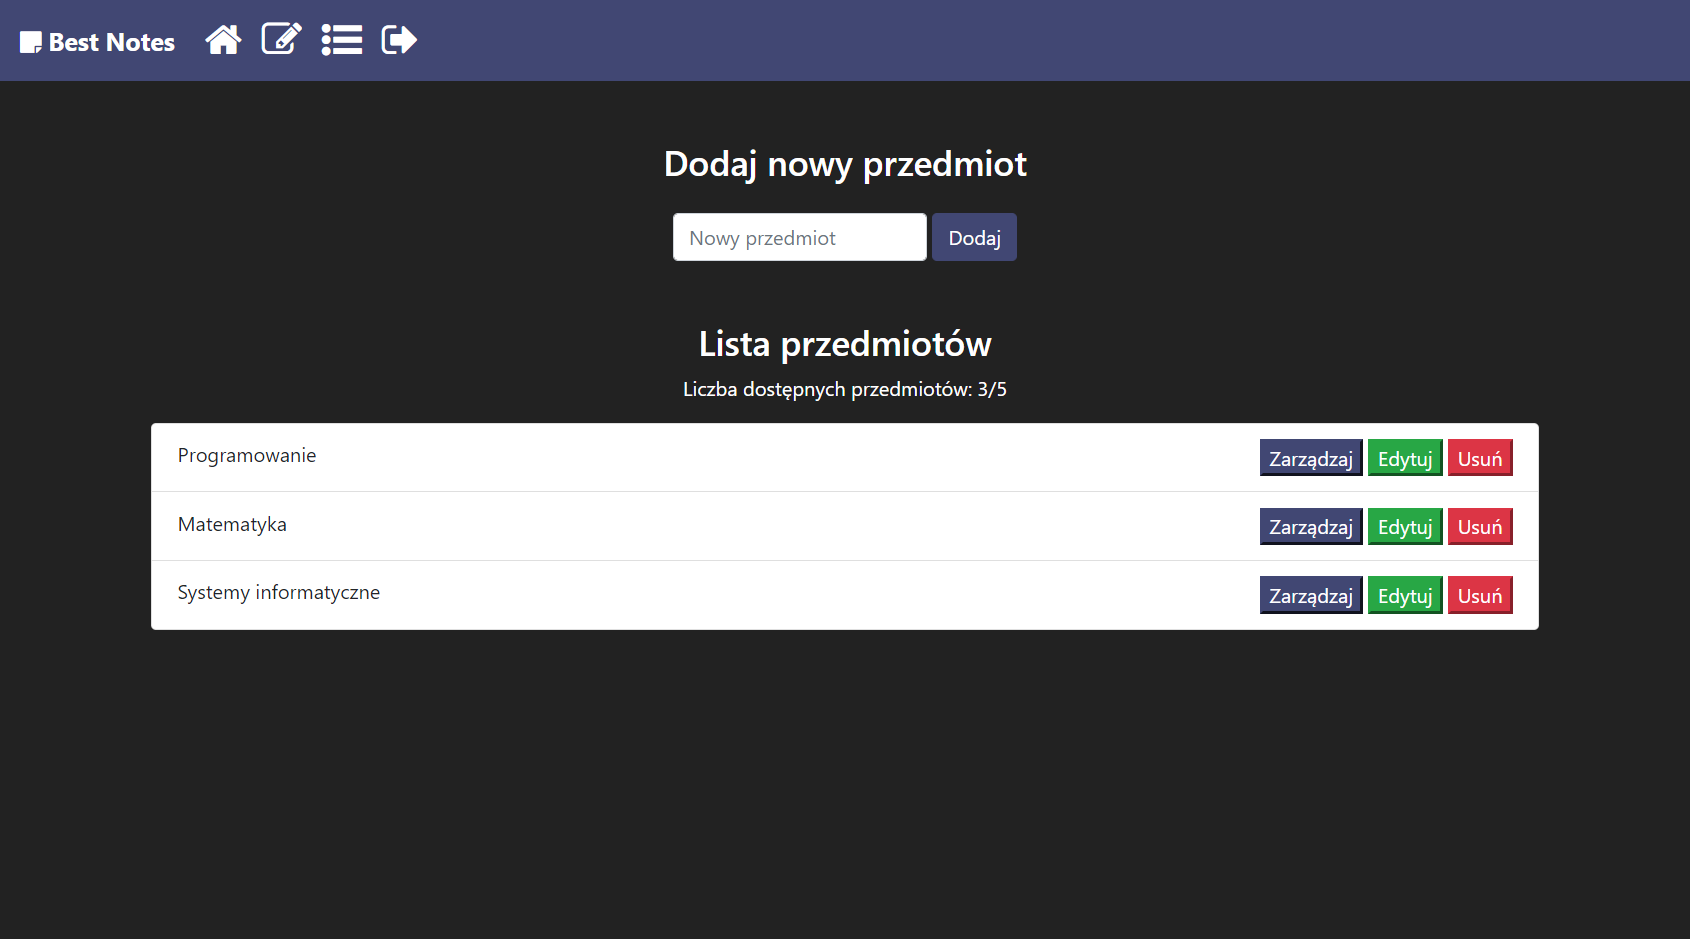 Best Notes
Dodaj nowy przedmiot
Nowy przedmiot Dodaj
Lista przedmiotów
Liczba dostępnych przedmiotów: 3/5
Programowanie Zarządzaj Edytuj Usuń
Matematyka Zarządzaj Edytuj Usuń
Systemy informatyczne Zarządzaj Edytuj Usuń